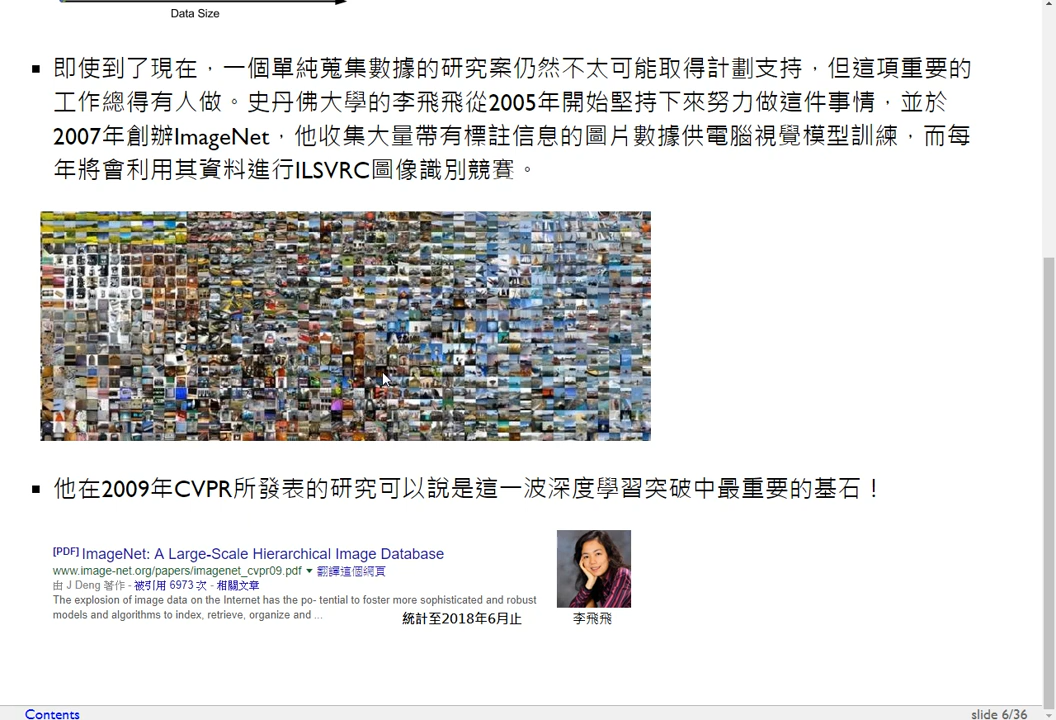 Data Size
即使到了現在，一個單純蒐集數據的研究案仍然不太可能取得計劃支持，但這項重要的
工作總得有人做。史丹佛大學的李飛飛從2005年開始堅持下來努力做這件事情，並於
2007年創辦ImageNet，他收集大量帶有標註信息的圖片數據供電腦視覺模型訓練，而每
年將會利用其資料進行ILSVRC圖像識別競賽。
他在2009年CVPR所發表的研究可以說是這一波深度學習突破中最重要的基石！
[PDF] ImageNet: A Large-Scale Hierarchical Image Database
www.image-net.org/papers/imagenet_cvpr09.pdf ▼ 翻譯這個網頁
由 J Deng 著作 - 被引用 6973 次 - 相關文章
The explosion of image data on the Internet has the po- tential to foster more sophisticated and robust
models and algorithms to index, retrieve, organize and ...
統計至2018年6月止
李飛飛
Contents
slide 6/36